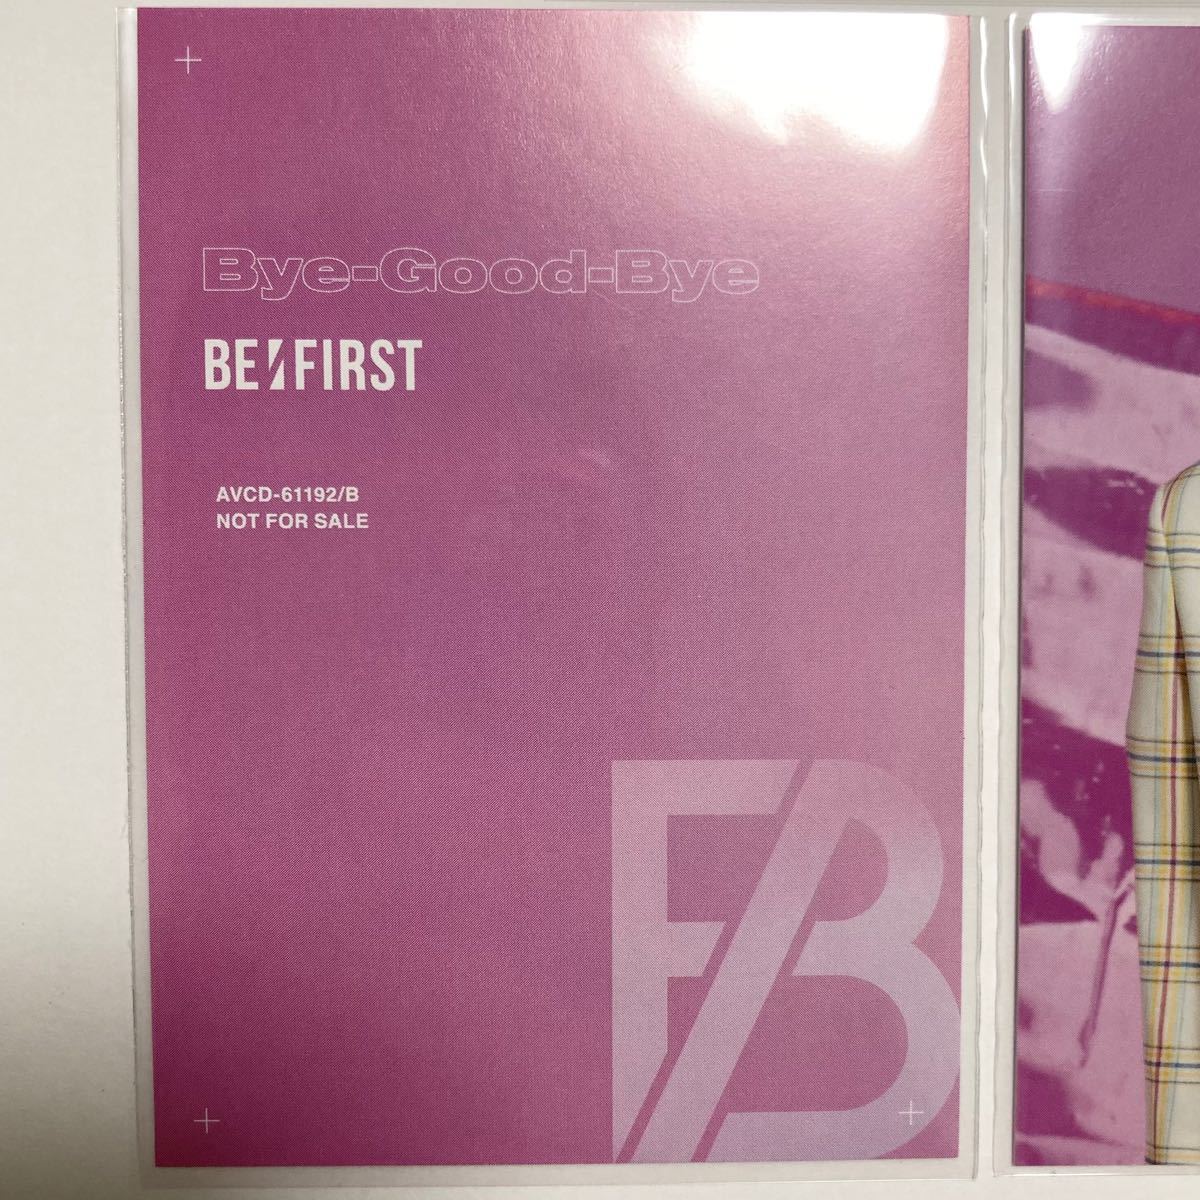 Bye-Good-Bye
BE:FIRST
AVCD-61192/B
NOT FOR SALE
FB